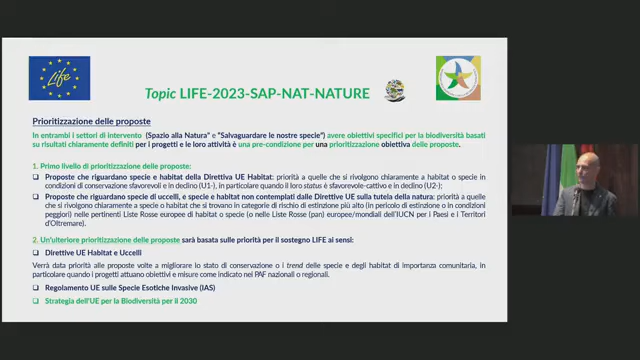 Life
Topic LIFE-2023-SAP-NAT-NATURE
Prioritizzazione delle proposte
In entrambi i settori di intervento (Spazio alla Natura" e "Salvaguardare le nostre specie") avere obiettivi specifici per la biodiversità basati
su risultati chiaramente definiti per i progetti e le loro attività è una pre-condizione per una prioritizzazione obiettiva delle proposte.
1. Primo livello di prioritizzazione delle proposte:
❑ Proposte che riguardano specie e habitat della Direttiva UE Habitat: priorità a quelle che si rivolgono chiaramente a habitat o specie in
condizioni di conservazione sfavorevoli e in declino (U1-), in particolare quando il loro status è sfavorevole-cattivo e in declino (U2-);
❑ Proposte che riguardano specie di uccelli, e specie e habitat non contemplati dalle Direttive UE sulla tutela della natura: priorità a quelle
che si rivolgono chiaramente a specie o habitat che si trovano in categorie di rischio di estinzione più alto (in pericolo di estinzione o in condizioni
peggiori) nelle pertinenti Liste Rosse europee di habitat o specie (o nelle Liste Rosse (pan) europee/mondiali dell'IUCN per i Paesi e i Territori
d'Oltremare).
2. Un'ulteriore prioritizzazione delle proposte sarà basata sulle priorità per il sostegno LIFE ai sensi:
❑ Direttive UE Habitat e Uccelli
Verrà data priorità alle proposte volte a migliorare lo stato di conservazione o i trend delle specie e degli habitat di importanza comunitaria, in
particolare quando i progetti attuano obiettivi e misure come indicato nei PAF nazionali o regionali.
❑ Regolamento UE sulle Specie Esotiche Invasive (IAS)
❑ Strategia dell'UE per la Biodiversità per il 2030